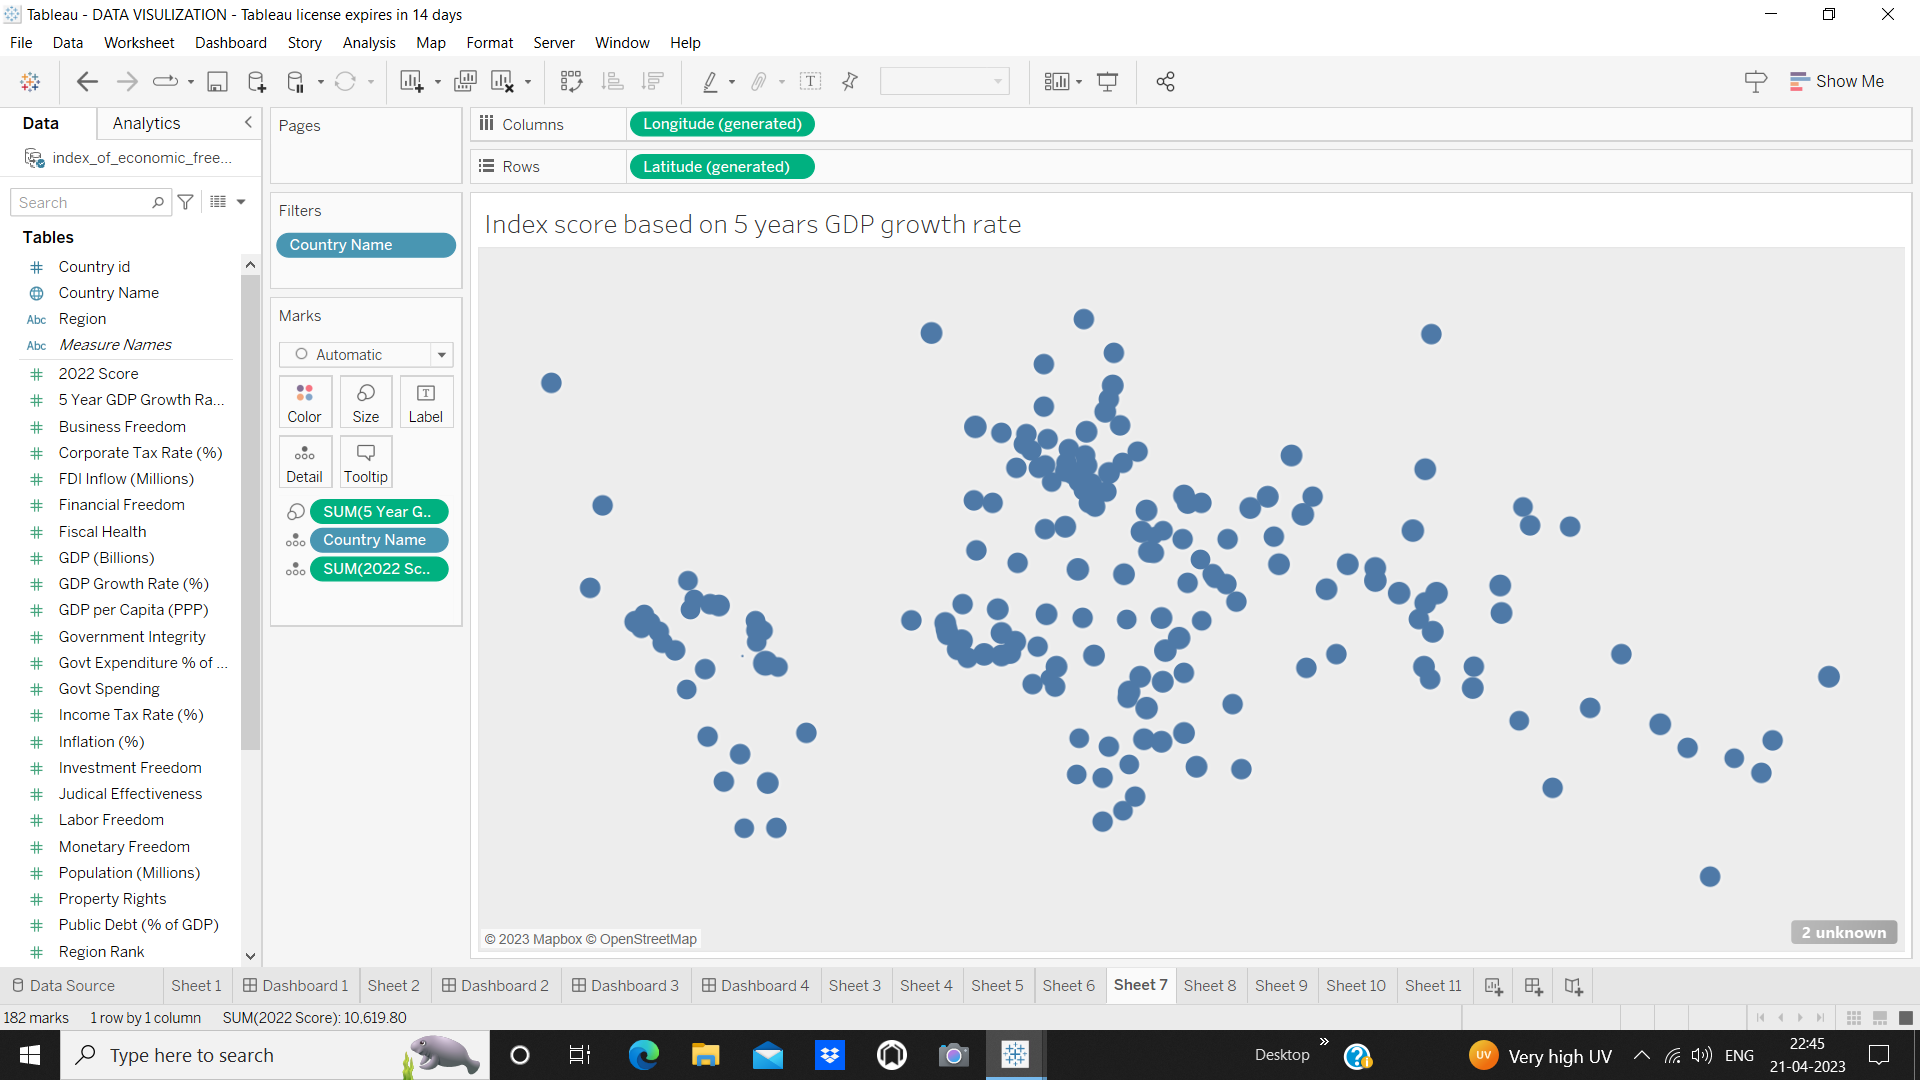 Tableau - DATA VISULIZATION - Tableau license expires in 14 days
File Data Worksheet Dashboard Story Analysis Map Format Server Window Help
Show Me
Data Analytics
index_of_economic_free...
Search
Tables
# Country id
Country Name
Abc Region
Abc Measure Names
# 2022 Score
# 5 Year GDP Growth Ra...
# Business Freedom
# Corporate Tax Rate (%)
# FDI Inflow (Millions)
# Financial Freedom
# Fiscal Health
# GDP (Billions)
# GDP Growth Rate (%)
# GDP per Capita (PPP)
# Government Integrity
# Govt Expenditure % of ...
# Govt Spending
# Income Tax Rate (%)
# Inflation (%)
# Investment Freedom
# Judical Effectiveness
# Labor Freedom
# Monetary Freedom
# Population (Millions)
# Property Rights
# Public Debt (% of GDP)
# Region Rank
Pages
Filters
Country Name
Marks
Automatic
Color Size Label
Detail Tooltip
SUM(5 Year G..
Country Name
SUM(2022 Sc..
Columns Longitude (generated)
Rows Latitude (generated)
Index score based on 5 years GDP growth rate
© 2023 Mapbox © OpenStreetMap
2 unknown
Data Source Sheet 1 Dashboard 1 Sheet 2 Dashboard 2 Dashboard 3 Dashboard 4 Sheet 3 Sheet 4 Sheet 5 Sheet 6 Sheet 7 Sheet 8 Sheet 9 Sheet 10 Sheet 11
182 marks 1 row by 1 column SUM(2022 Score): 10,619.80
Type here to search
Desktop
UV Very high UV
ENG
22:45
21-04-2023